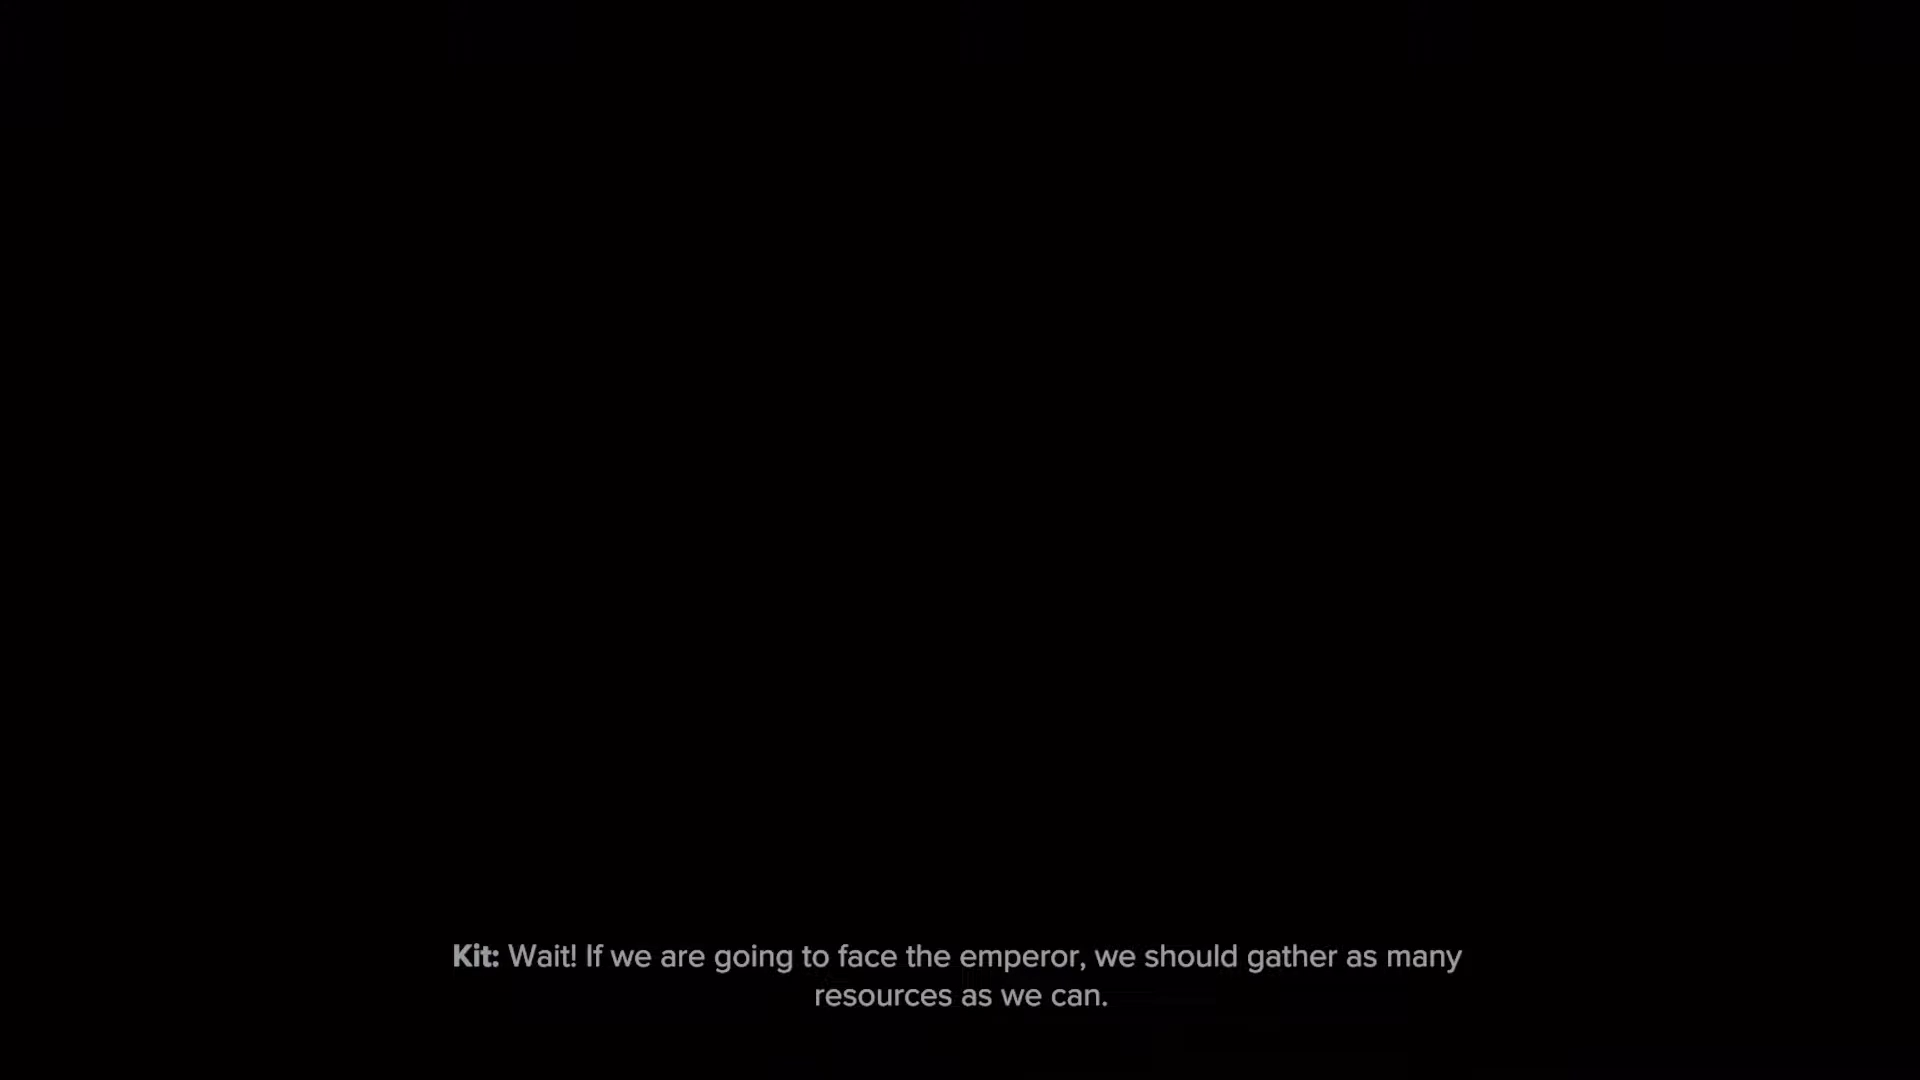 Kit: Wait! If we are going to face the emperor, we should gather as many
resources as we can.